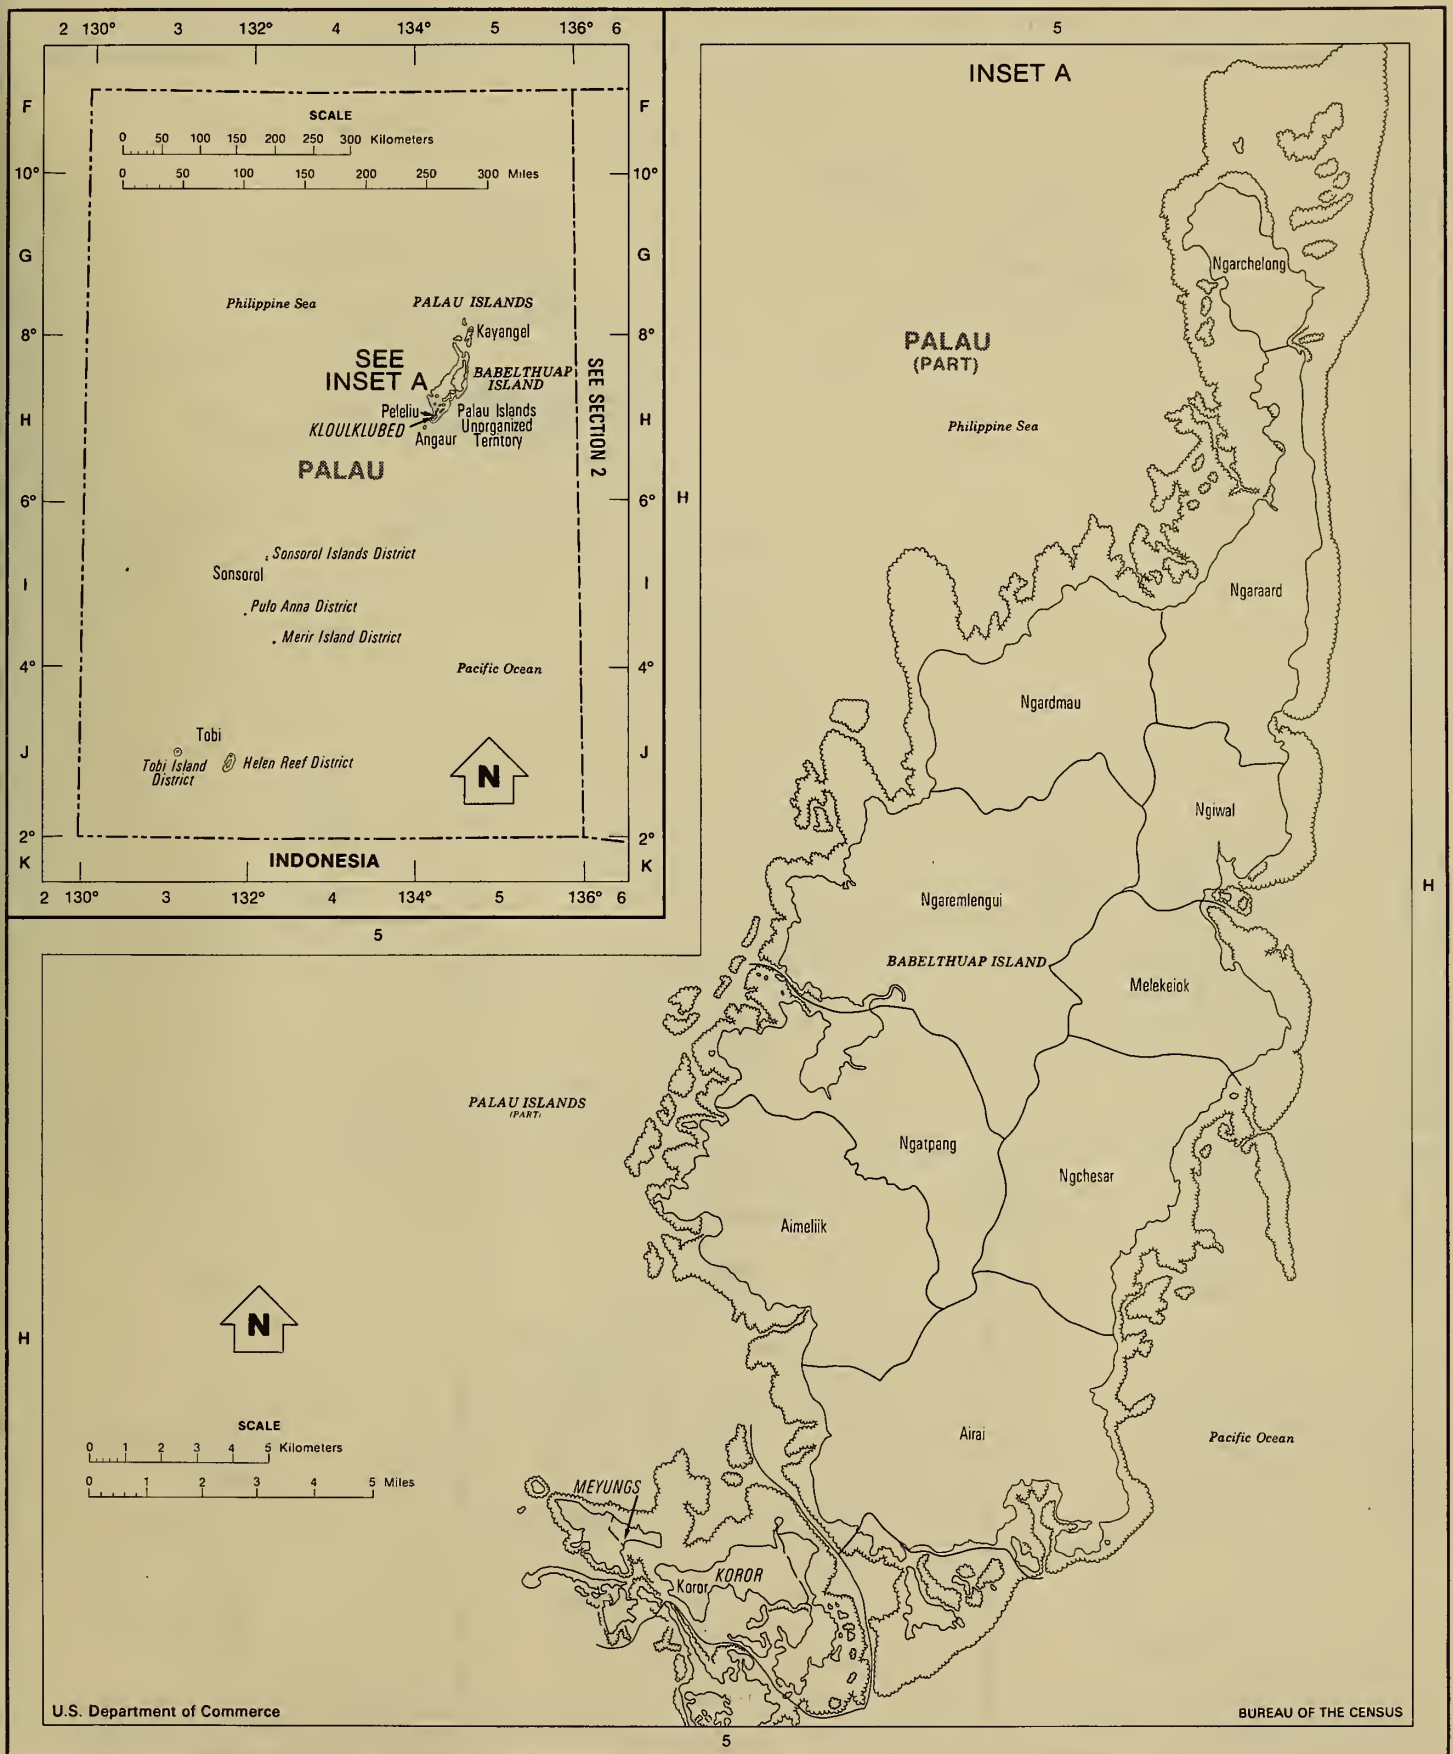 2 130° 3 132° 4 134° 5 136° 6
5
F
F
SCALE
0 50 100 150 200 250 300 Kilometers
0 50 100 150 200 250 300 Miles
10°
10°
G
G
Philippine Sea
PALAU ISLANDS
8°
8°
Kayangel
SEE
INSET A
BABELTHUAP
ISLAND
SEE SECTION 2
Peleliu
Palau Islands
Unorganized
Territory
KLOULKLUBED
Angaur
H
H
PALAU
6°
6°
Sonsorol Islands District
Sonsorol
I
I
Pulo Anna District
Merir Island District
4°
4°
Pacific Ocean
Tobi
J
J
Tobi Island
District
Helen Reef District
N
2°
2°
K
K
INDONESIA
2 130° 3 132° 4 134° 5 136° 6
5
INSET A
Ngarchelong
PALAU
(PART)
Philippine Sea
H
Ngaraard
Ngardmau
Ngiwal
H
Ngaremlengui
BABELTHUAP ISLAND
Melekeiok
PALAU ISLANDS
(PART)
Ngatpang
Ngchesar
Aimeliik
N
H
SCALE
0 1 2 3 4 5 Kilometers
3 1 2 3 4 5 Miles
Airai
Pacific Ocean
MEYUNGS
Koror
KOROR
U.S. Department of Commerce
BUREAU OF THE CENSUS
5